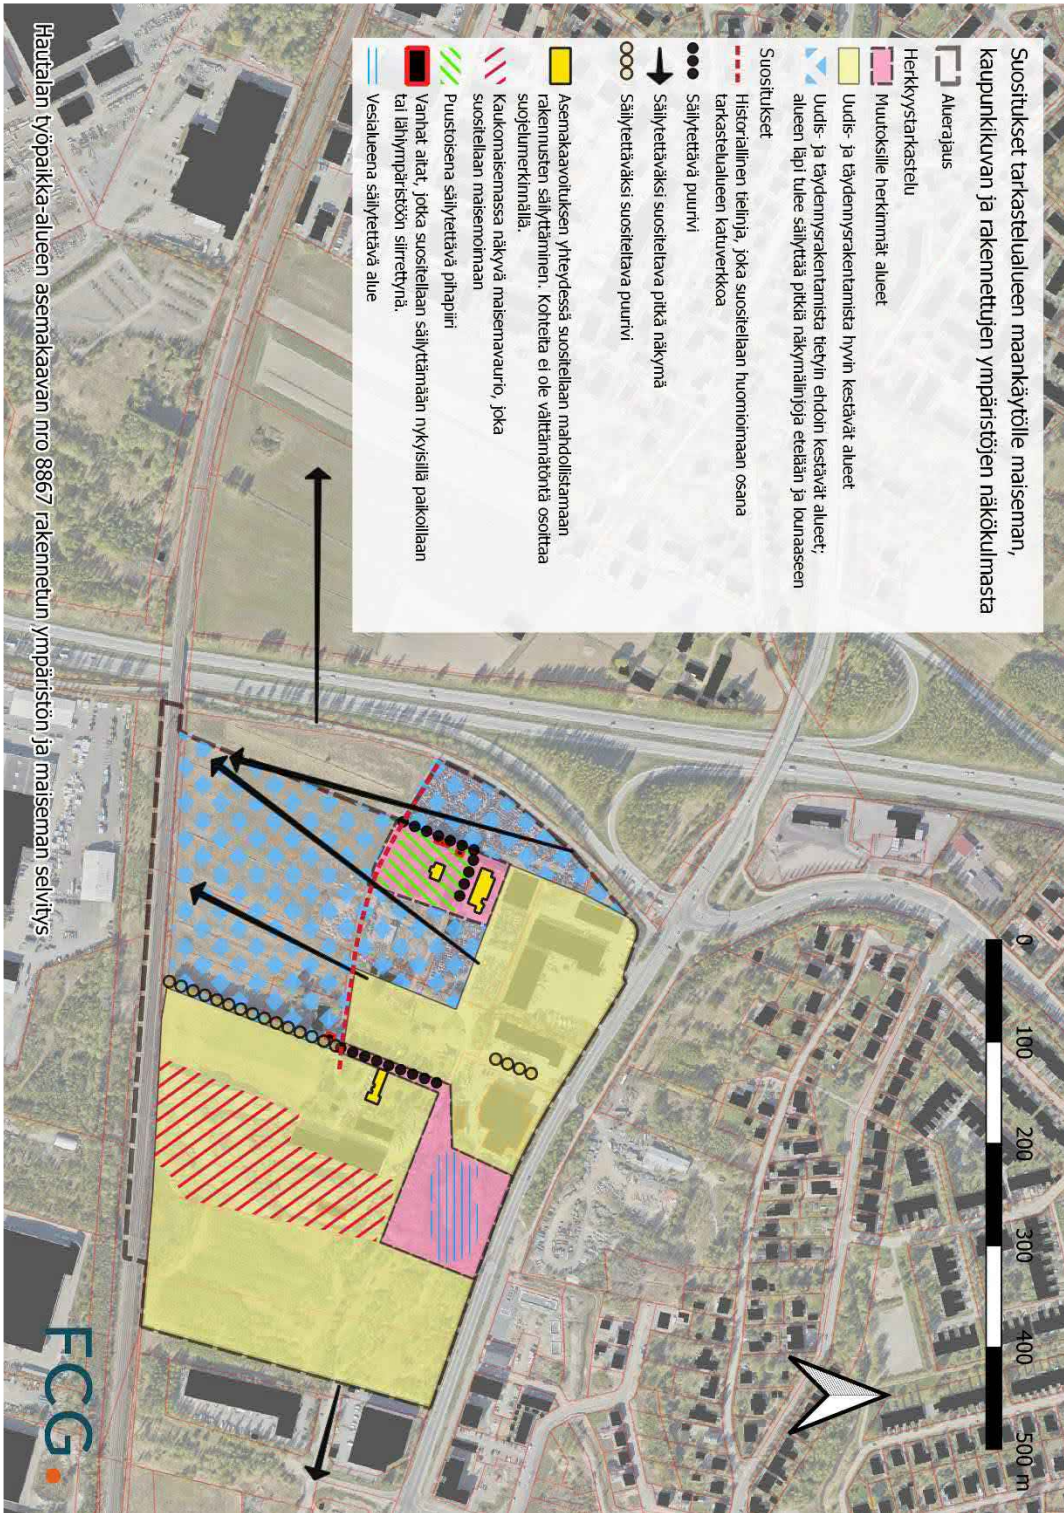 Suositukset tarkastelualueen maankäytölle maiseman,
kaupunkikuvan ja rakennettujen ympäristöjen näkökulmasta
Aluerajaus
Herkkyystarkastelu
Muutoksille herkimmät alueet
Uudis- ja täydennysrakentamista hyvin kestävät alueet
Uudis- ja täydennysrakentamista tietyin ehdoin kestävät alueet;
alueen läpi tulee säilyttää pitkiä näkymälinjoja etelään ja lounaaseen
Suositukset
Historiallinen tielinja, joka suositellaan huomioimaan osana
tarkastelualueen katuverkkoa
Säilytettävä puurivi
Säilytettäväksi suositeltava pitkä näkymä
Säilytettäväksi suositeltava puurivi
Asemakaavoituksen yhteydessä suositellaan mahdollistamaan
rakennusten säilyttäminen. Kohteita ei ole välttämätöntä osoittaa
suojelumerkinnällä.
Kaukomaisemassa näkyvä maisemavaurio, joka
suositellaan maisemoimaan
Puustoisena säilytettävä pihapiiri
Vanhat aitat, jotka suositellaan säilyttämään nykyisillä paikoillaan
tai lähiympäristöön siirrettynä.
Vesialueena säilytettävä alue
0 100 200 300 400 500 m
Hautalan työpaikka-alueen asemakaavan nro 8867 rakennetun ympäristön ja maiseman selvitys
FCG